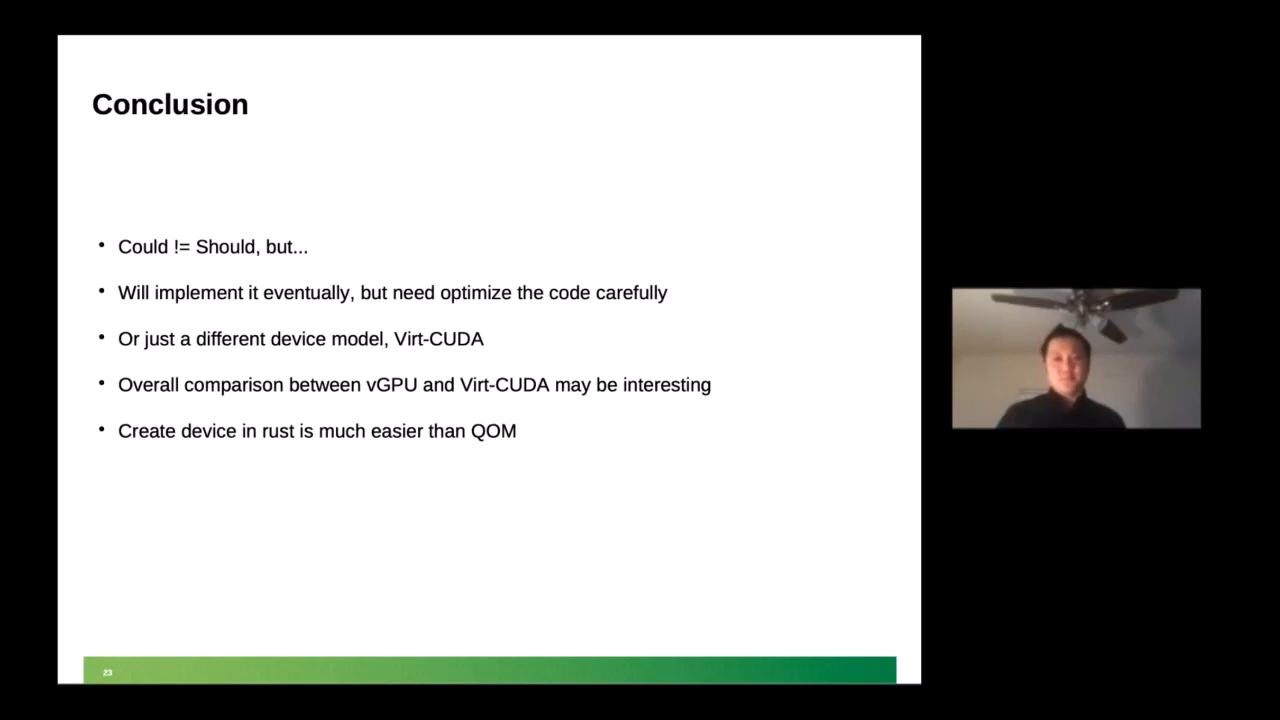 Conclusion
• Could != Should, but...
• Will implement it eventually, but need optimize the code carefully
• Or just a different device model, Virt-CUDA
• Overall comparison between vGPU and Virt-CUDA may be interesting
• Create device in rust is much easier than QOM
23